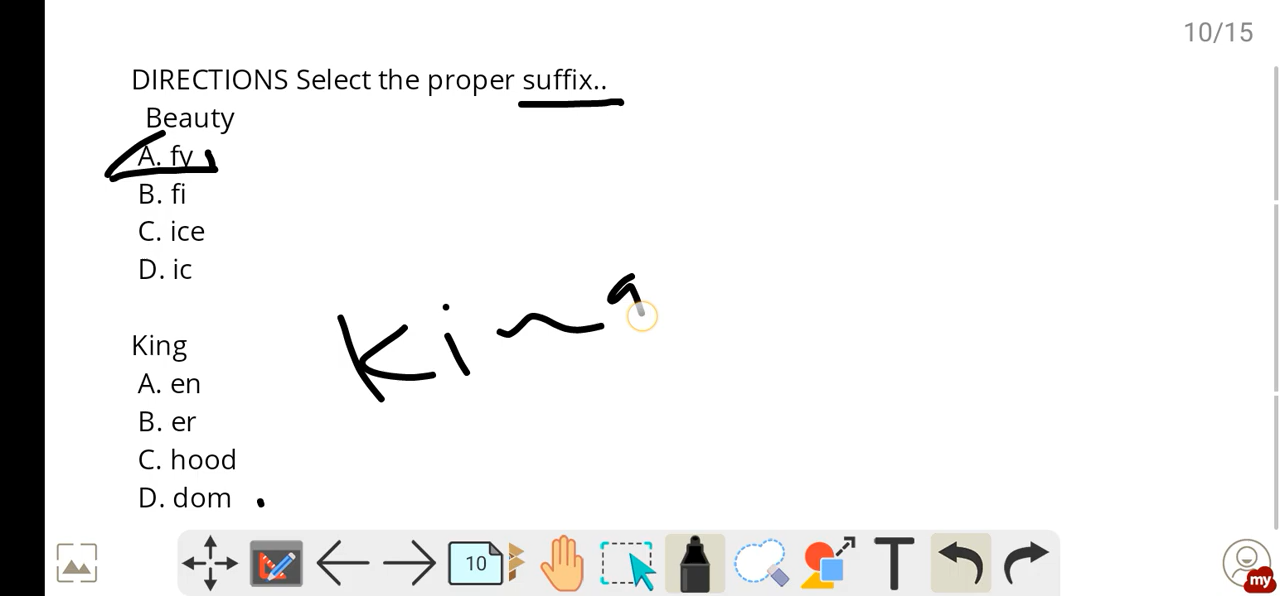 10/15
DIRECTIONS Select the proper suffix..
Beauty
A. fy
B. fi
C. ice
D. ic
King
King
A. en
B. er
C. hood
D. dom .
10
T
my